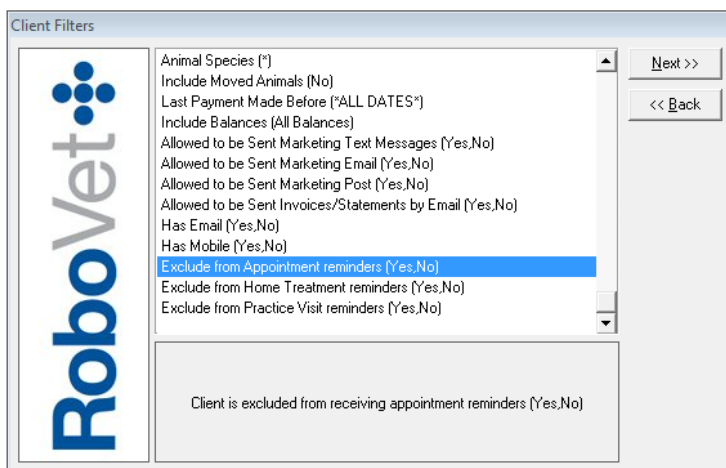 Client Filters
RoboVet
Animal Species (*)
Include Moved Animals (No)
Last Payment Made Before (*ALL DATES*)
Include Balances (All Balances)
Allowed to be Sent Marketing Text Messages (Yes,No)
Allowed to be Sent Marketing Email (Yes,No)
Allowed to be Sent Marketing Post (Yes,No)
Allowed to be Sent Invoices/Statements by Email (Yes,No)
Has Email (Yes,No)
Has Mobile (Yes,No)
Exclude from Appointment reminders (Yes,No)
Exclude from Home Treatment reminders (Yes,No)
Exclude from Practice Visit reminders (Yes,No)
Client is excluded from receiving appointment reminders (Yes,No)
Next >>
<< Back